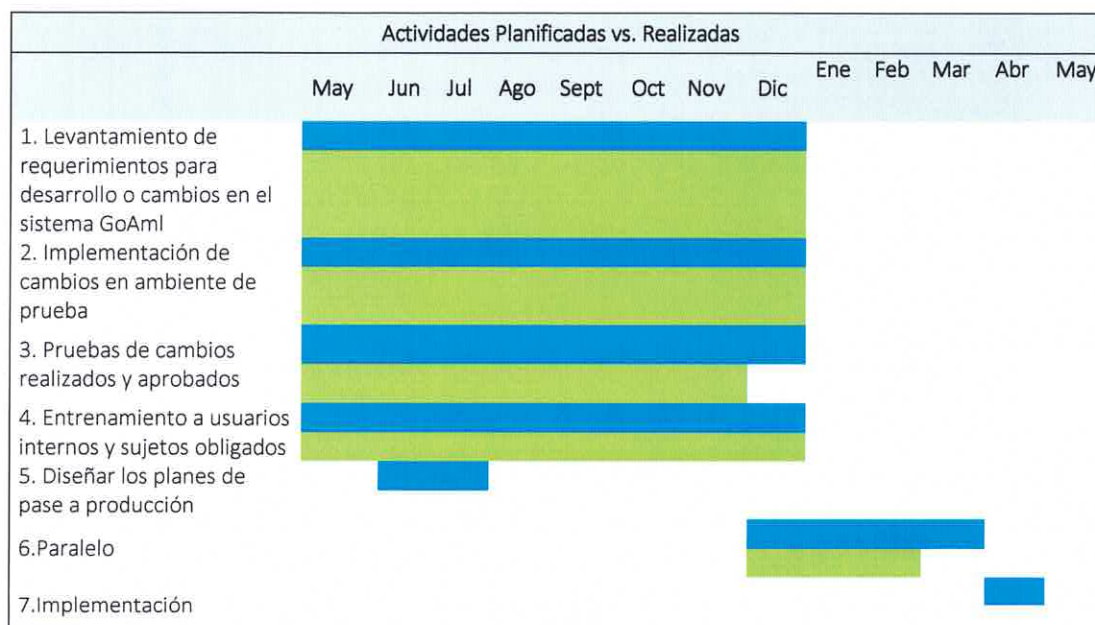 Actividades Planificadas vs. Realizadas
May Jun Jul Ago Sept Oct Nov Dic Ene Feb Mar Abr May
1. Levantamiento de
requerimientos para
desarrollo o cambios en el
sistema GoAml
2. Implementación de
cambios en ambiente de
prueba
3. Pruebas de cambios
realizados y aprobados
4. Entrenamiento a usuarios
internos y sujetos obligados
5. Diseñar los planes de
pase a producción
6.Paralelo
7.Implementación